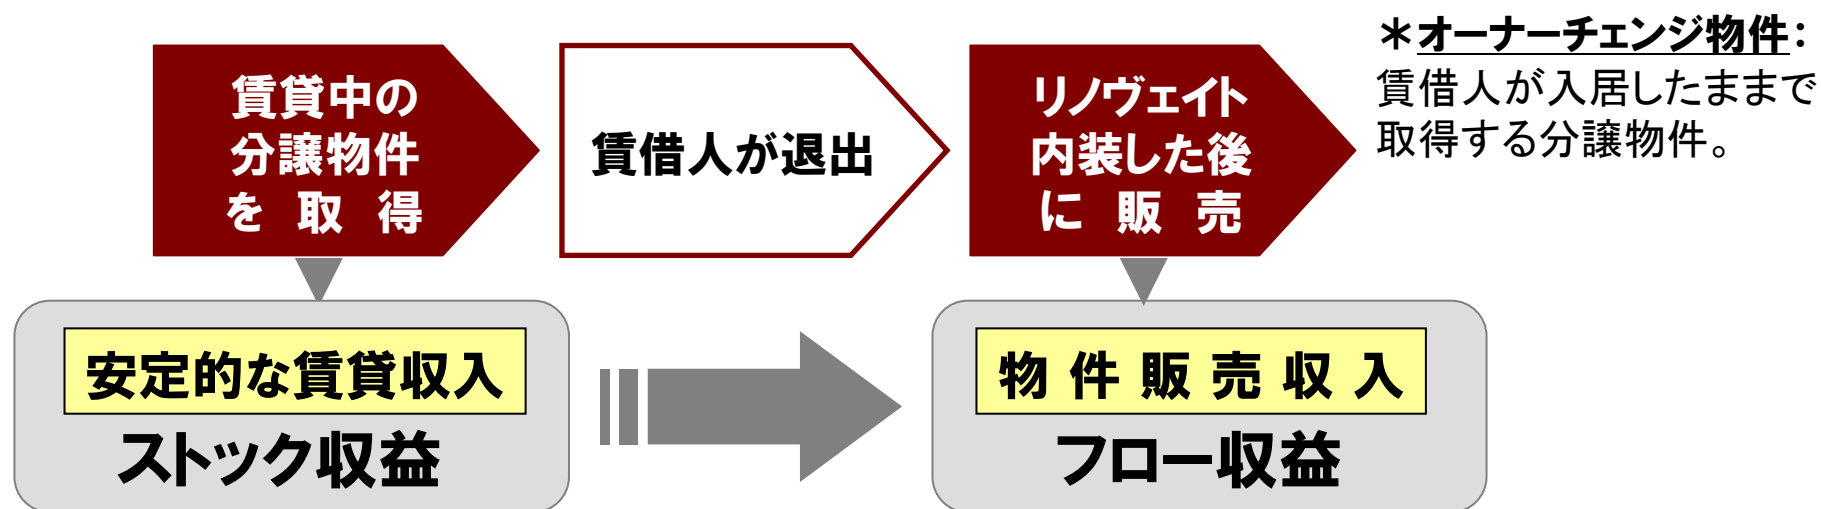 賃貸中の
分譲物件
を取得
賃借人が退出
リノヴェイト
内装した後
に販売
＊オーナーチェンジ物件：
賃借人が入居したままで
取得する分譲物件。
安定的な賃貸収入
ストック収益
物件販売収入
フロー収益